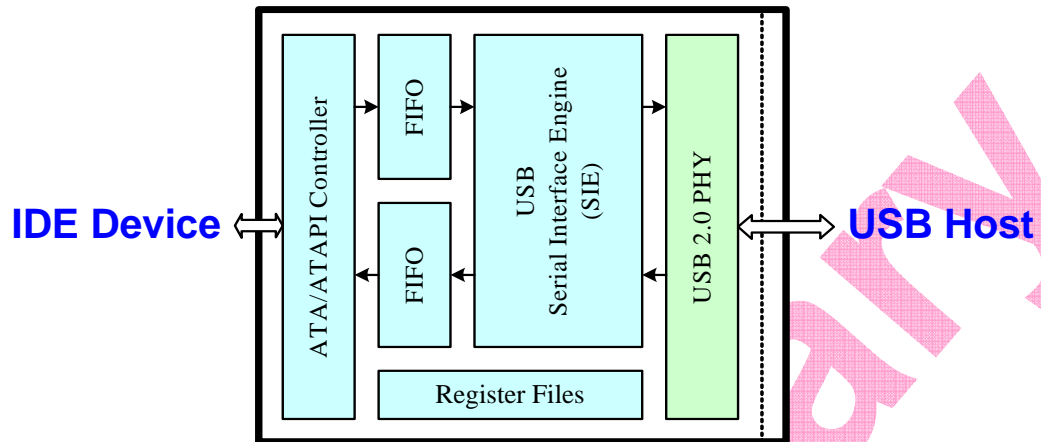 IDE Device
ATA/ATAPI Controller
FIFO
FIFO
USB
Serial Interface Engine
(SIE)
USB 2.0 PHY
Register Files
USB Host
ary